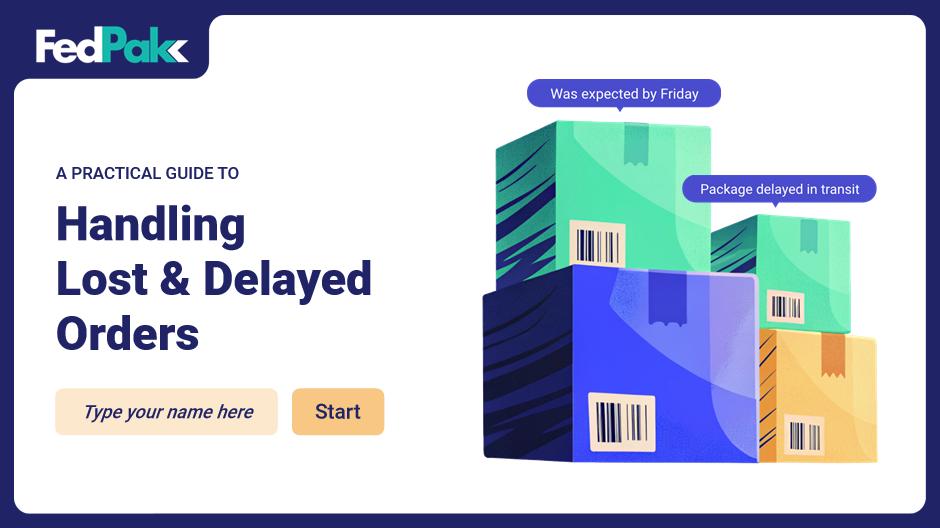 FedPak
A PRACTICAL GUIDE TO
Handling
Lost & Delayed
Orders
Type your name here
Start
Was expected by Friday
Package delayed in transit